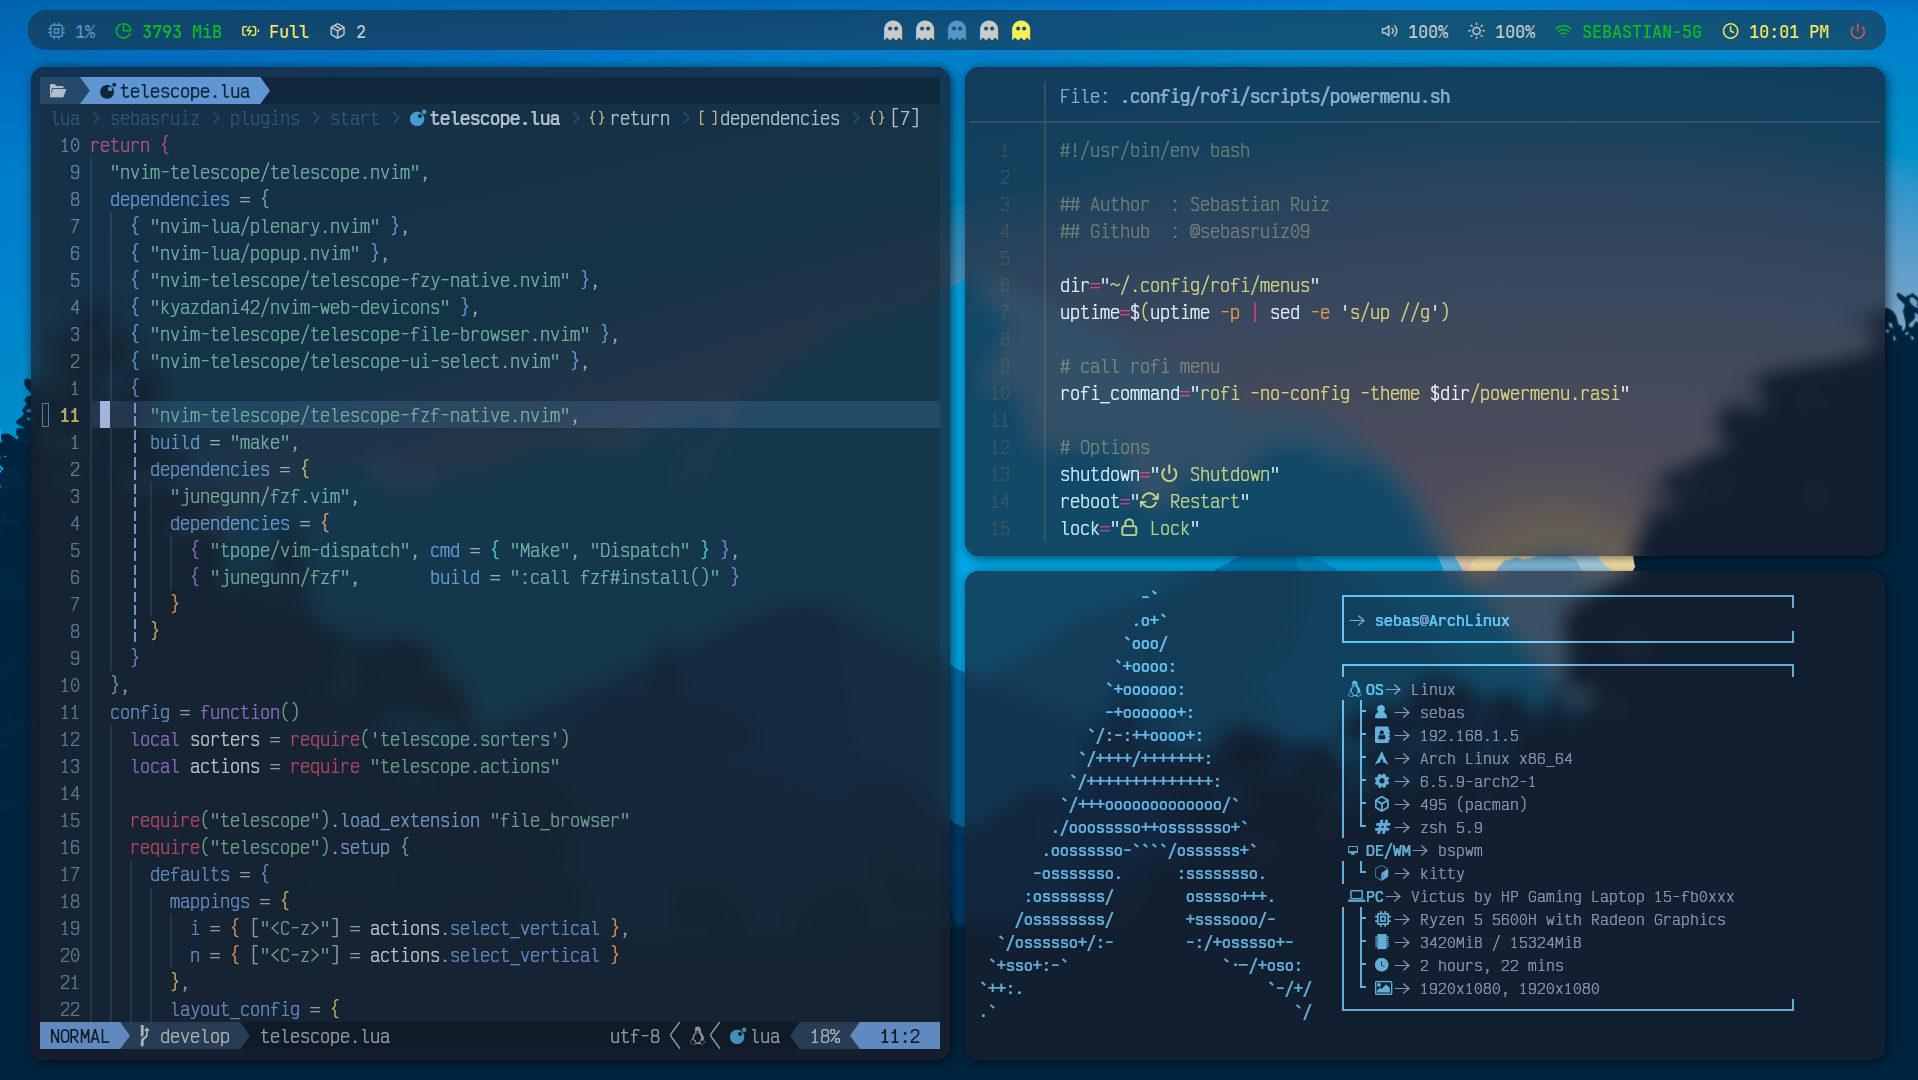 1% 3793 MiB Full 2 100% 100% SEBASTIAN-5G 10:01 PM
telescope.lua
lua > sebasruiz > plugins > start > telescope.lua > {} return > [ ] dependencies > {} [7]
10 return {
9 "nvim-telescope/telescope.nvim",
8 dependencies = {
7 { "nvim-lua/plenary.nvim" },
6 { "nvim-lua/popup.nvim" },
5 { "nvim-telescope/telescope-fzy-native.nvim" },
4 { "kyazdani42/nvim-web-devicons" },
3 { "nvim-telescope/telescope-file-browser.nvim" },
2 { "nvim-telescope/telescope-ui-select.nvim" },
1 {
11 "nvim-telescope/telescope-fzf-native.nvim",
1 build = "make",
2 dependencies = {
3 "junegunn/fzf.vim",
4 dependencies = {
5 { "tpope/vim-dispatch", cmd = { "Make", "Dispatch" } },
6 { "junegunn/fzf", build = ":call fzf#install()" }
7 }
8 }
9 }
10 },
11 config = function()
12 local sorters = require('telescope.sorters')
13 local actions = require "telescope.actions"
14
15 require("telescope").load_extension "file_browser"
16 require("telescope").setup {
17 defaults = {
18 mappings = {
19 i = { ["<C-z>"] = actions.select_vertical },
20 n = { ["<C-z>"] = actions.select_vertical }
21 },
22 layout_config = {
NORMAL develop telescope.lua utf-8 lua 18% 11:2
File: .config/rofi/scripts/powermenu.sh
1 #!/usr/bin/env bash
2
3 ## Author : Sebastian Ruiz
4 ## Github : @sebasruiz09
5
6 dir="~/.config/rofi/menus"
7 uptime=$(uptime -p | sed -e 's/up //g')
8
9 # call rofi menu
10 rofi_command="rofi -no-config -theme $dir/powermenu.rasi"
11
12 # Options
13 shutdown=" Shutdown"
14 reboot=" Restart"
15 lock=" Lock"
-`
.o+`
`ooo/
`+oooo:
`+oooooo:
-+oooooo+:
`/:-:++oooo+:
`/++++/+++++++:
`/++++++++++++++:
`/+++ooooooooooooo/`
./ooosssso++osssssso+`
.oossssso-````/ossssss+`
-osssssso. :ssssssso.
:osssssss/ osssso+++.
/ossssssss/ +ssssooo/-
`/ossssso+/:- -:/+osssso+-
`+sso+:-` `.-/+oso:
`++:. `-/+/
.` `/
→ sebas@ArchLinux
OS→ Linux
→ sebas
→ 192.168.1.5
→ Arch Linux x86_64
→ 6.5.9-arch2-1
→ 495 (pacman)
→ zsh 5.9
DE/WM→ bspwm
→ kitty
PC→ Victus by HP Gaming Laptop 15-fb0xxx
→ Ryzen 5 5600H with Radeon Graphics
→ 3420MiB / 15324MiB
→ 2 hours, 22 mins
→ 1920x1080, 1920x1080